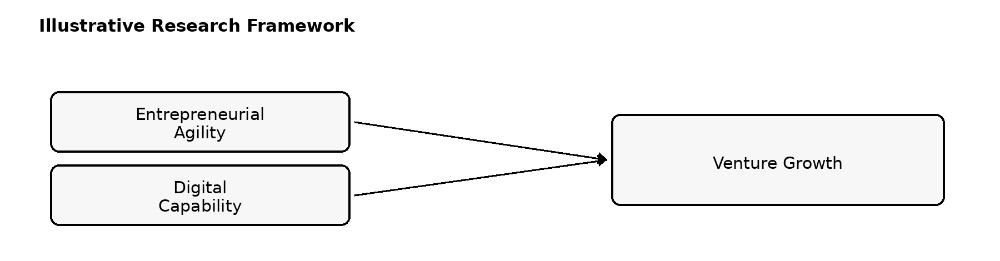 Illustrative Research Framework
Entrepreneurial
Agility
Digital
Capability
Venture Growth